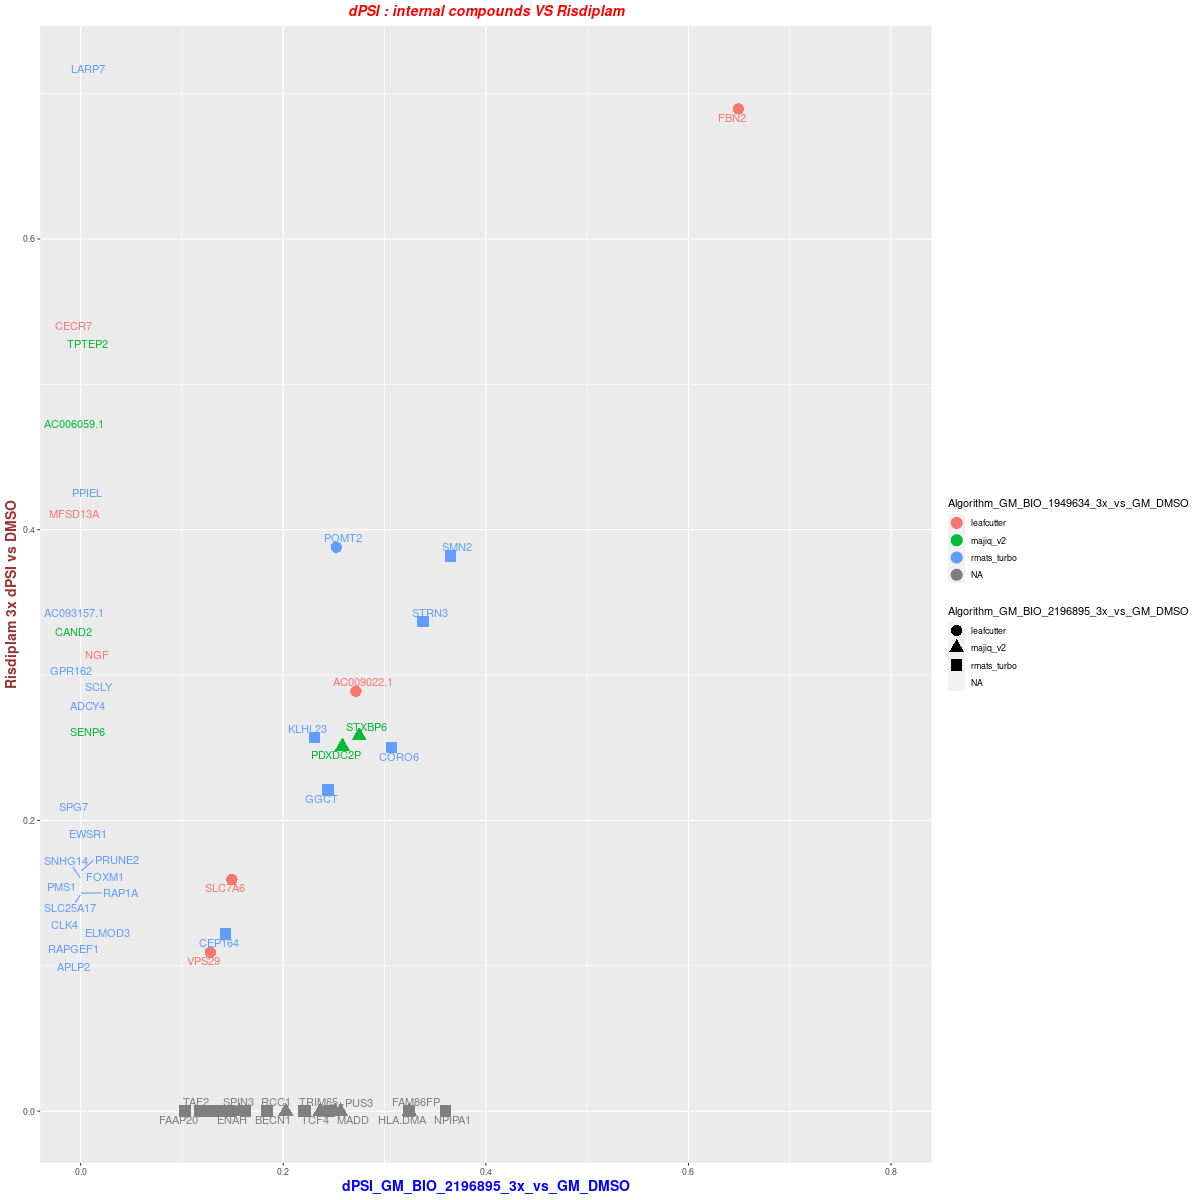 dPSI : internal compounds VS Risdiplam
LARP7
FBN2
0.6
CECR7
TPTEP2
AC006059.1
PPIEL
MFSD13A
0.4
POMT2
SMN2
AC093157.1
STRN3
CAND2
NGF
GPR162
AC009022.1
SCLY
ADCY4
SENP6
KLHL23
STXBP6
PDXDC2P
CORO6
GGCT
SPG7
0.2
EWSR1
SNHG14
PRUNE2
FOXM1
PMS1
RAP1A
SLC7A6
SLC25A17
CLK4
ELMOD3
CEP164
RAPGEF1
VPS29
APLP2
0.0
TAF2
SPIN3
RCC1
TRIM65
PUS3
FAM86FP
FAAP20
ENAH
BECN1
TCF4
MADD
HLA.DMA
NPIPA1
0.0
0.2
0.4
0.6
0.8
dPSI_GM_BIO_2196895_3x_vs_GM_DMSO
Risdiplam 3x dPSI vs DMSO
Algorithm_GM_BIO_1949634_3x_vs_GM_DMSO
leafcutter
majiq_v2
rmats_turbo
NA
Algorithm_GM_BIO_2196895_3x_vs_GM_DMSO
leafcutter
majiq_v2
rmats_turbo
NA